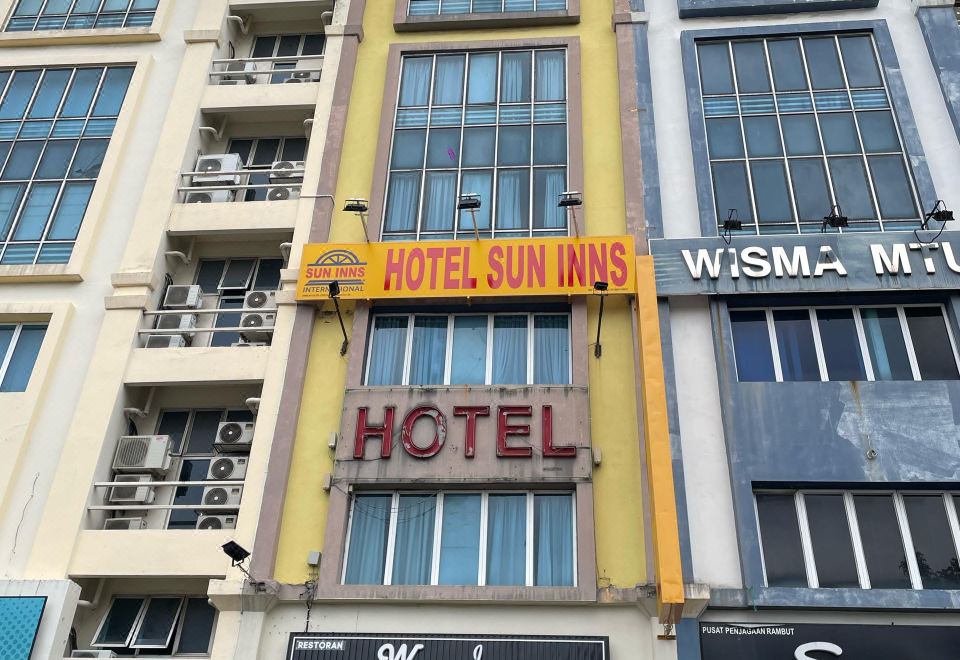 SUN INNS
INTERNATIONAL
HOTEL SUN INNS
WISMA MTU
HOTEL
RESTORAN
PUSAT PENJAGAAN RAMBUT